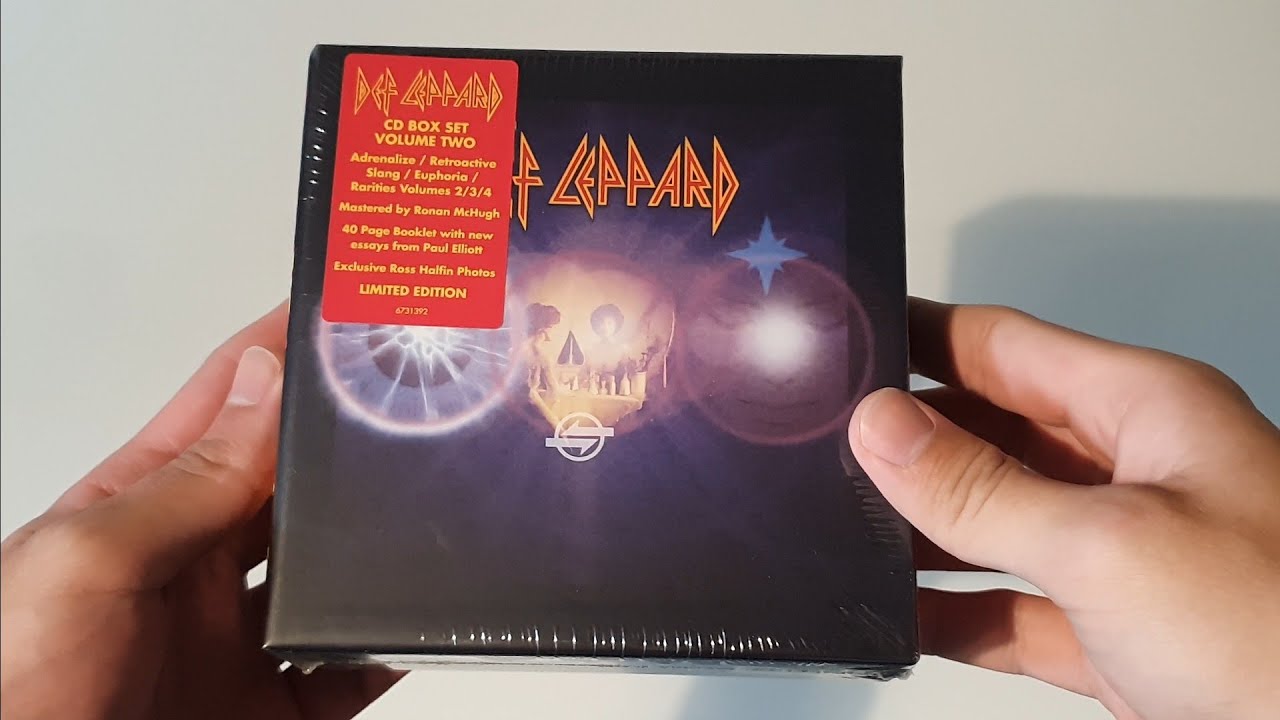 DEF LEPPARD
CD BOX SET
VOLUME TWO
Adrenalize / Retroactive
Slang / Euphoria /
Rarities Volumes 2/3/4
Mastered by Ronan McHugh
40 Page Booklet with new
essays from Paul Elliott
Exclusive Ross Halfin Photos
LIMITED EDITION
6731392
EF LEPPARD